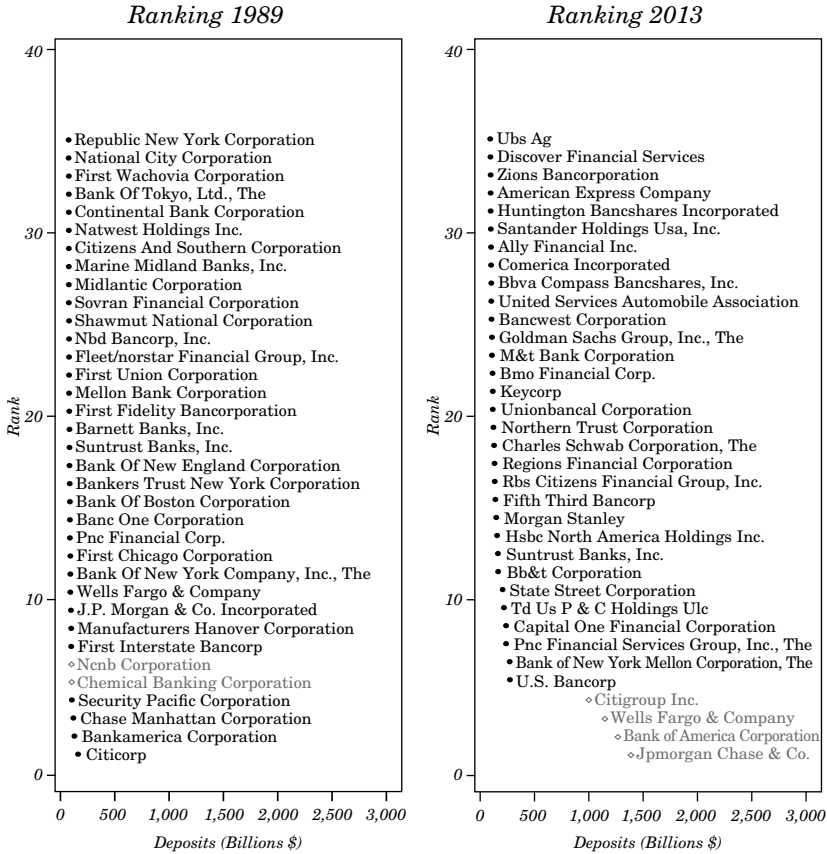 Ranking 1989
40
Republic New York Corporation
National City Corporation
First Wachovia Corporation
Bank Of Tokyo, Ltd., The
Continental Bank Corporation
30
Natwest Holdings Inc.
Citizens And Southern Corporation
Marine Midland Banks, Inc.
Midlantic Corporation
Sovran Financial Corporation
Shawmut National Corporation
Nbd Bancorp, Inc.
Fleet/norstar Financial Group, Inc.
First Union Corporation
Mellon Bank Corporation
Rank
20
First Fidelity Bancorporation
Barnett Banks, Inc.
Suntrust Banks, Inc.
Bank Of New England Corporation
Bankers Trust New York Corporation
Bank Of Boston Corporation
Banc One Corporation
Pnc Financial Corp.
First Chicago Corporation
Bank Of New York Company, Inc., The
10
Wells Fargo & Company
J.P. Morgan & Co. Incorporated
Manufacturers Hanover Corporation
First Interstate Bancorp
Ncnb Corporation
Chemical Banking Corporation
Security Pacific Corporation
Chase Manhattan Corporation
Bankamerica Corporation
Citicorp
0
0 500 1,000 1,500 2,000 2,500 3,000
Deposits (Billions $)
Ranking 2013
40
Ubs Ag
Discover Financial Services
Zions Bancorporation
American Express Company
Huntington Bancshares Incorporated
30
Santander Holdings Usa, Inc.
Ally Financial Inc.
Comerica Incorporated
Bbva Compass Bancshares, Inc.
United Services Automobile Association
Bancwest Corporation
Goldman Sachs Group, Inc., The
M&t Bank Corporation
Bmo Financial Corp.
Keycorp
Rank
20
Unionbancal Corporation
Northern Trust Corporation
Charles Schwab Corporation, The
Regions Financial Corporation
Rbs Citizens Financial Group, Inc.
Fifth Third Bancorp
Morgan Stanley
Hsbc North America Holdings Inc.
Suntrust Banks, Inc.
Bb&t Corporation
10
State Street Corporation
Td Us P & C Holdings Ulc
Capital One Financial Corporation
Pnc Financial Services Group, Inc., The
Bank of New York Mellon Corporation, The
U.S. Bancorp
Citigroup Inc.
Wells Fargo & Company
Bank of America Corporation
Jpmorgan Chase & Co.
0
0 500 1,000 1,500 2,000 2,500 3,000
Deposits (Billions $)